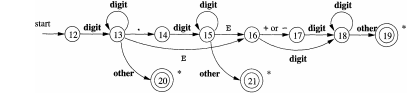 digit digit digit
start 12 digit 13 . 14 digit 15 E 16 + or − 17 digit 18 other 19 *
E digit
other 20 * other 21 *